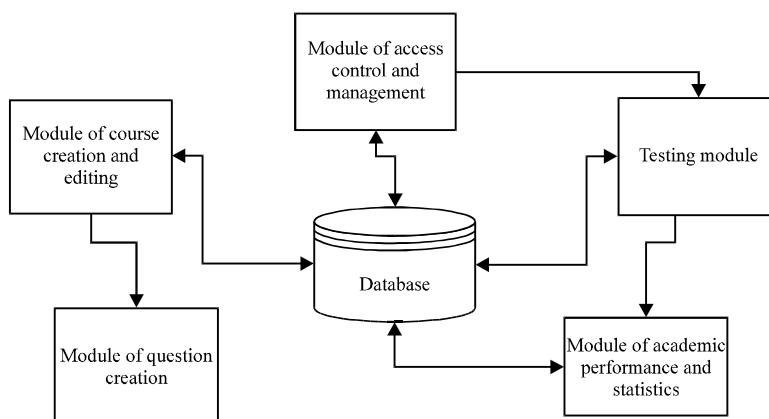 Module of access
control and
management
Module of course
creation and
editing
Testing module
Database
Module of question
creation
Module of academic
performance and
statistics